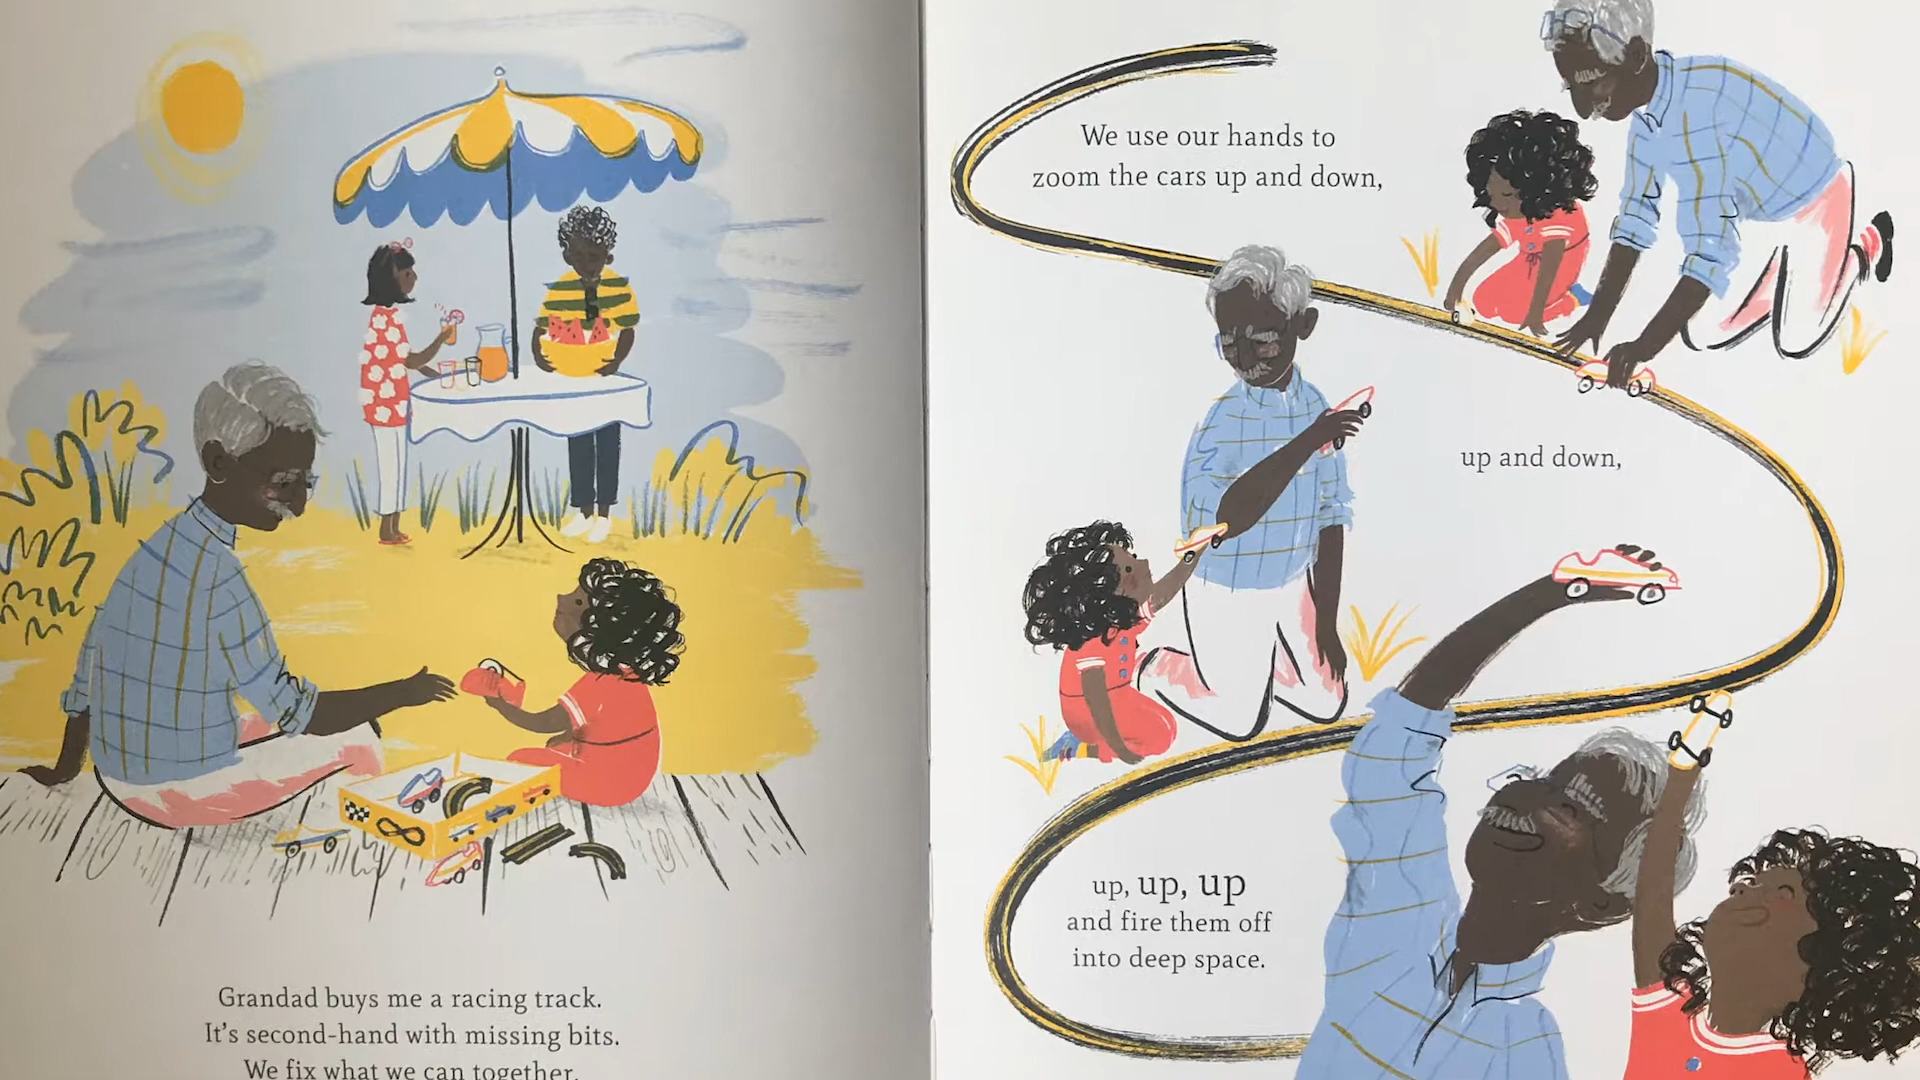 Grandad buys me a racing track.
It's second-hand with missing bits.
We fix what we can together.
We use our hands to
zoom the cars up and down,
up and down,
up, up, up
and fire them off
into deep space.